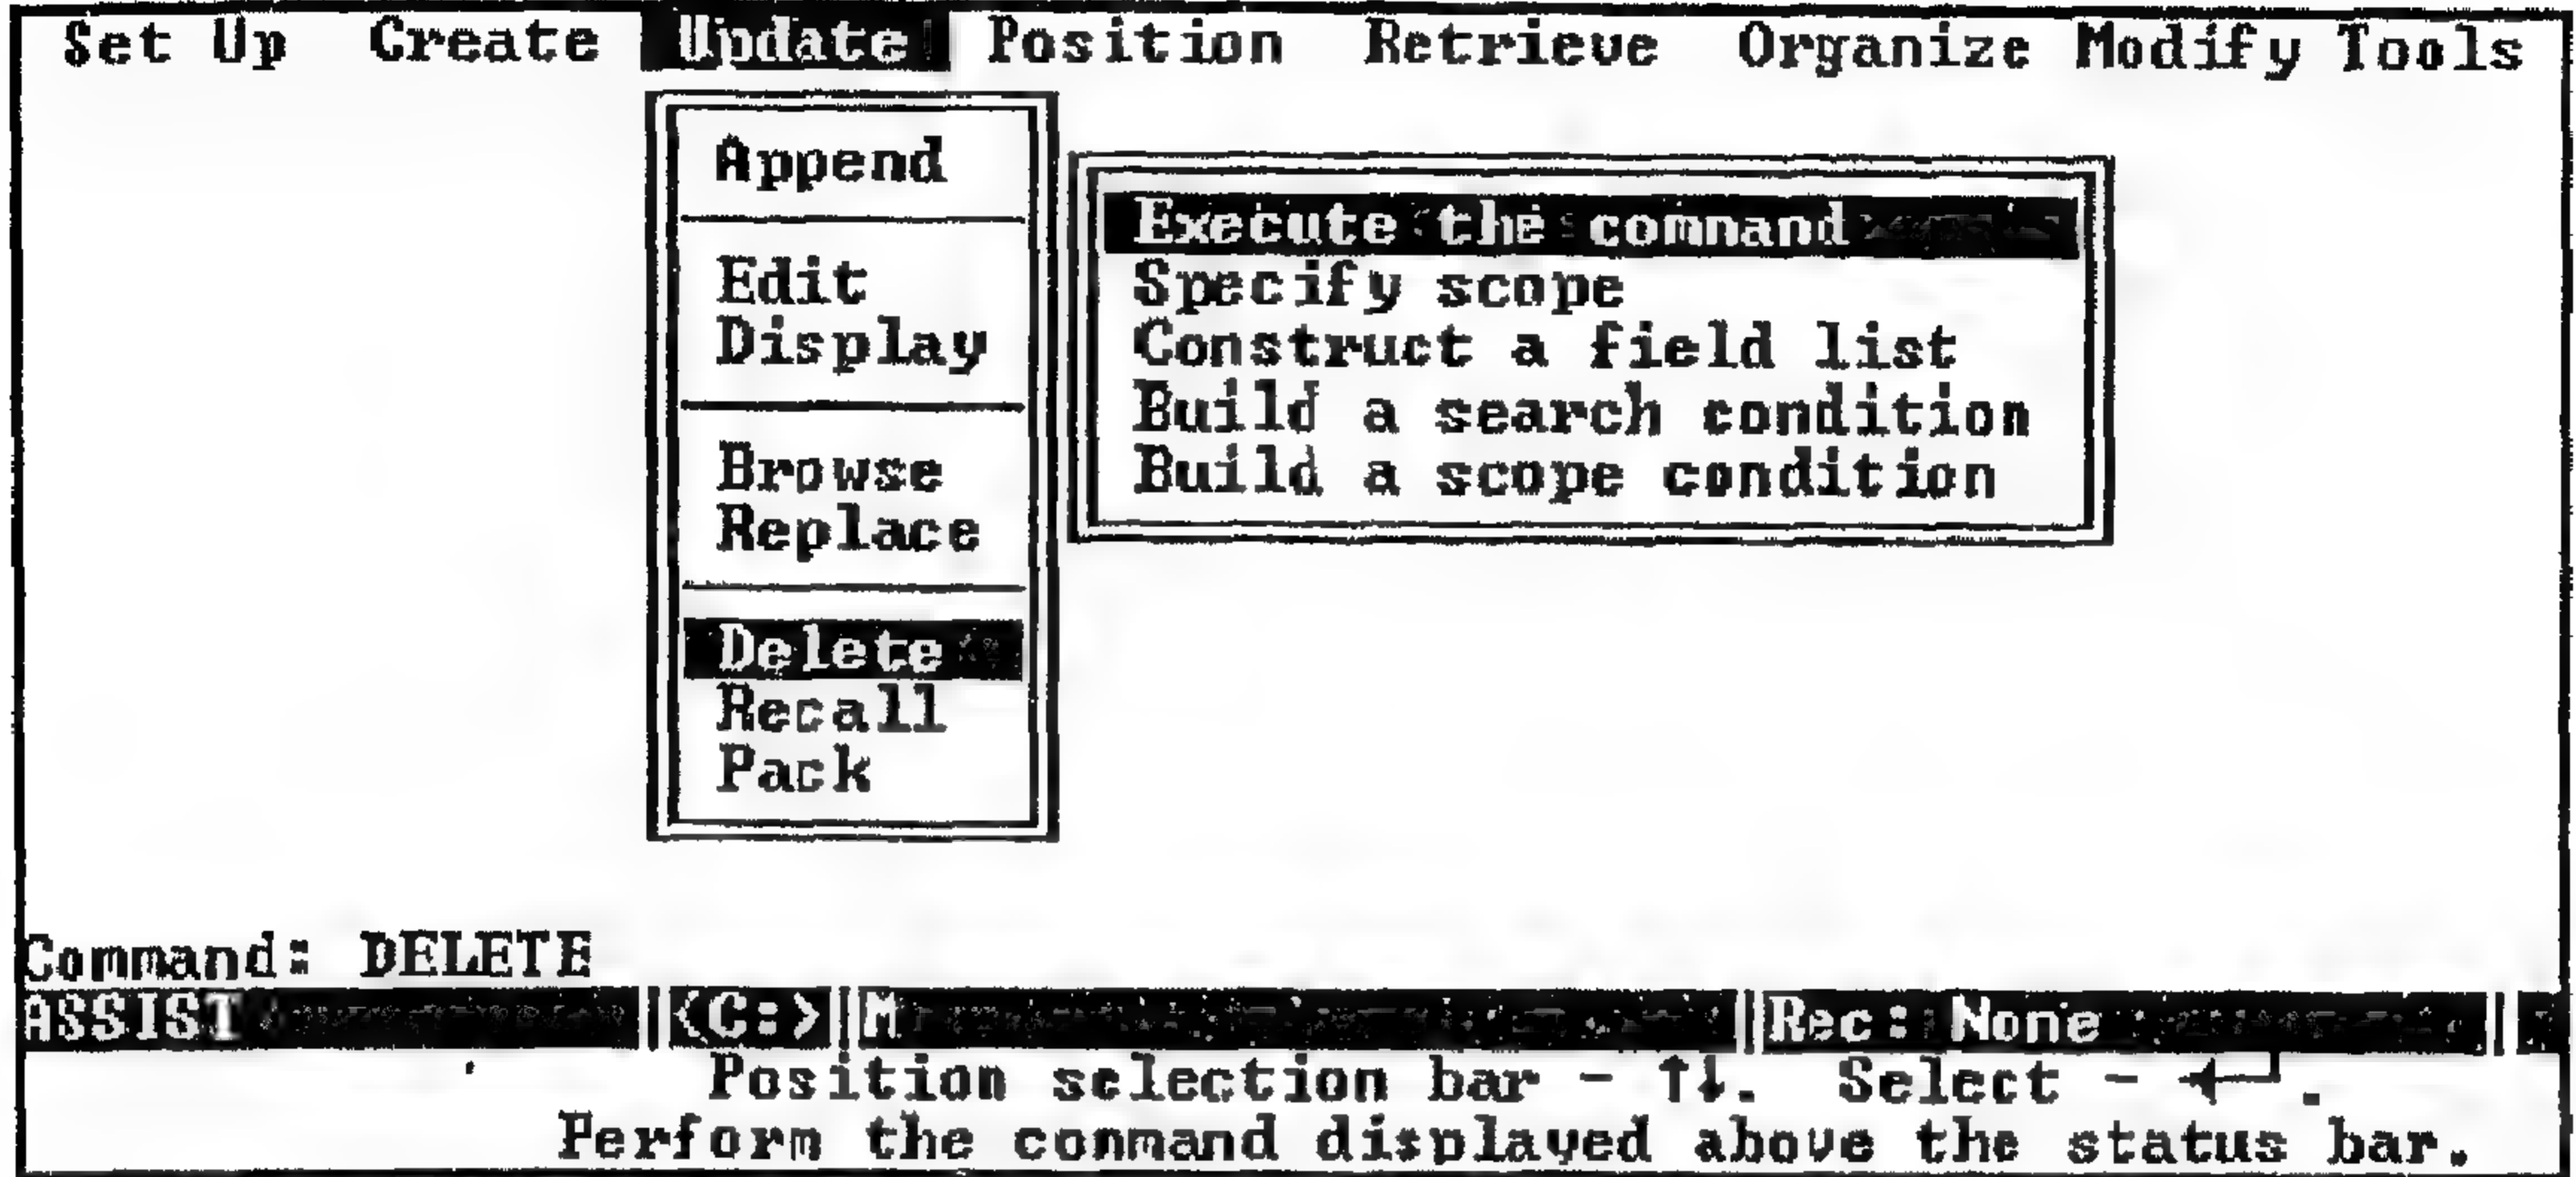 Set Up Create Update Position Retrieve Organize Modify Tools
Append
Edit
Display
Browse
Replace
Delete
Recall
Pack
Execute the command
Specify scope
Construct a field list
Build a search condition
Build a scope condition
Command: DELETE
ASSIST <C:> M Rec: None
Position selection bar - ↑↓. Select - ←┘.
Perform the command displayed above the status bar.